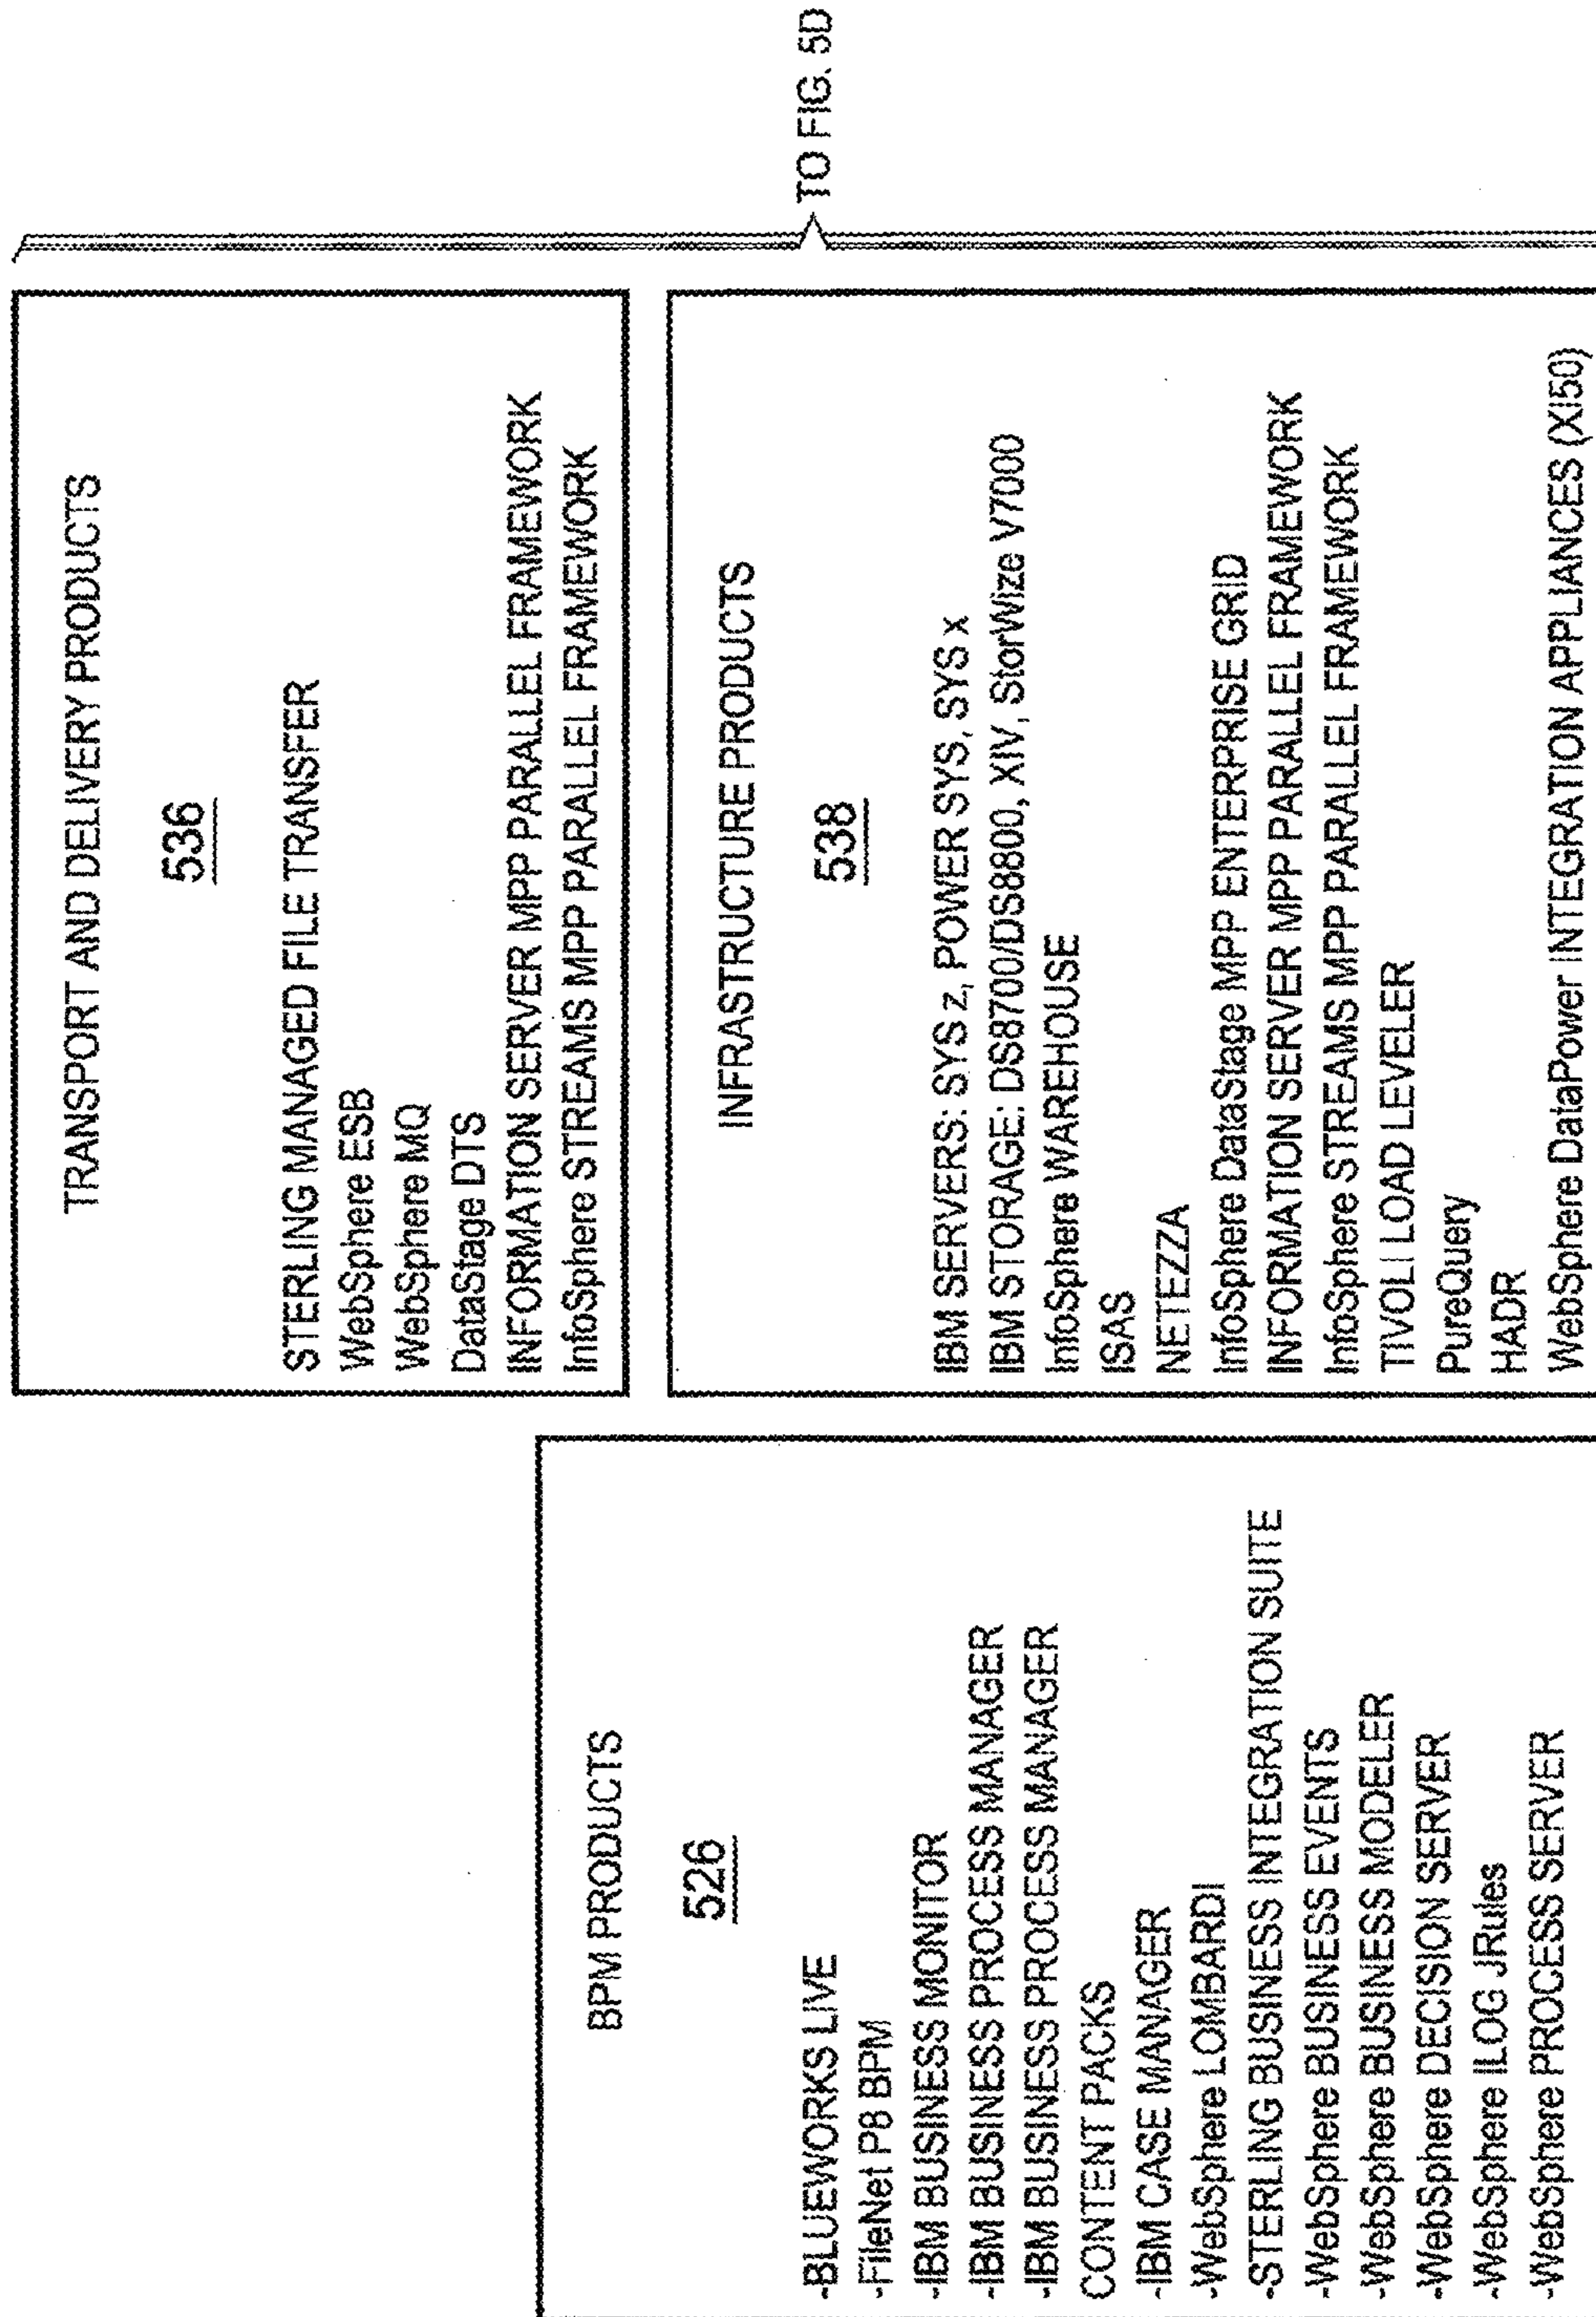 TRANSPORT AND DELIVERY PRODUCTS
536
STERLING MANAGED FILE TRANSFER
WebSphere ESB
WebSphere MQ
DataStage DTS
INFORMATION SERVER MPP PARALLEL FRAMEWORK
InfoSphere STREAMS MPP PARALLEL FRAMEWORK
BPM PRODUCTS
526
-BLUEWORKS LIVE
-FileNet P8 BPM
-IBM BUSINESS MONITOR
-IBM BUSINESS PROCESS MANAGER
-IBM BUSINESS PROCESS MANAGER
CONTENT PACKS
-IBM CASE MANAGER
-WebSphere LOMBARDI
-STERLING BUSINESS INTEGRATION SUITE
-WebSphere BUSINESS EVENTS
-WebSphere BUSINESS MODELER
-WebSphere DECISION SERVER
-WebSphere ILOG JRules
-WebSphere PROCESS SERVER
INFRASTRUCTURE PRODUCTS
538
IBM SERVERS: SYS z, POWER SYS, SYS x
IBM STORAGE: DS8700/DS8800, XIV, StorWize V7000
InfoSphere WAREHOUSE
ISAS
NETEZZA
InfoSphere DataStage MPP ENTERPRISE GRID
INFORMATION SERVER MPP PARALLEL FRAMEWORK
InfoSphere STREAMS MPP PARALLEL FRAMEWORK
TIVOLI LOAD LEVELER
PureQuery
HADR
WebSphere DataPower INTEGRATION APPLIANCES (XI50)
TO FIG. 5D